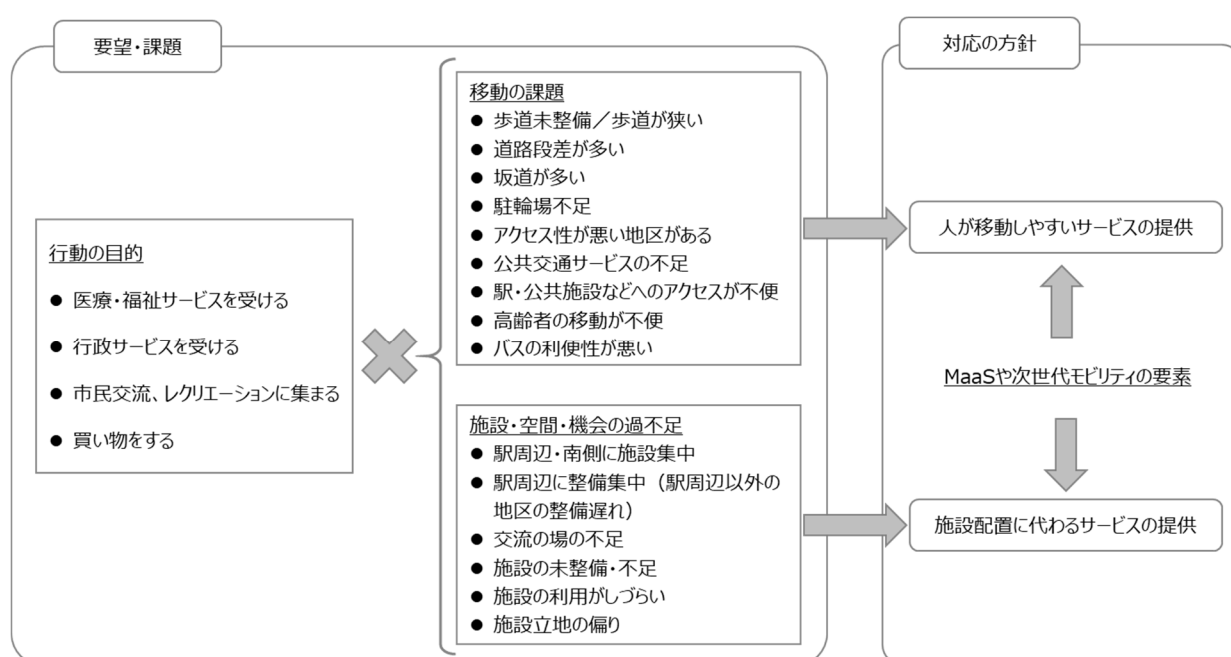 要望・課題
行動の目的
● 医療・福祉サービスを受ける
● 行政サービスを受ける
● 市民交流、レクリエーションに集まる
● 買い物をする
移動の課題
● 歩道未整備／歩道が狭い
● 道路段差が多い
● 坂道が多い
● 駐輪場不足
● アクセス性が悪い地区がある
● 公共交通サービスの不足
● 駅・公共施設などへのアクセスが不便
● 高齢者の移動が不便
● バスの利便性が悪い
施設・空間・機会の過不足
● 駅周辺・南側に施設集中
● 駅周辺に整備集中（駅周辺以外の
地区の整備遅れ）
● 交流の場の不足
● 施設の未整備・不足
● 施設の利用がしづらい
● 施設立地の偏り
対応の方針
人が移動しやすいサービスの提供
MaaSや次世代モビリティの要素
施設配置に代わるサービスの提供